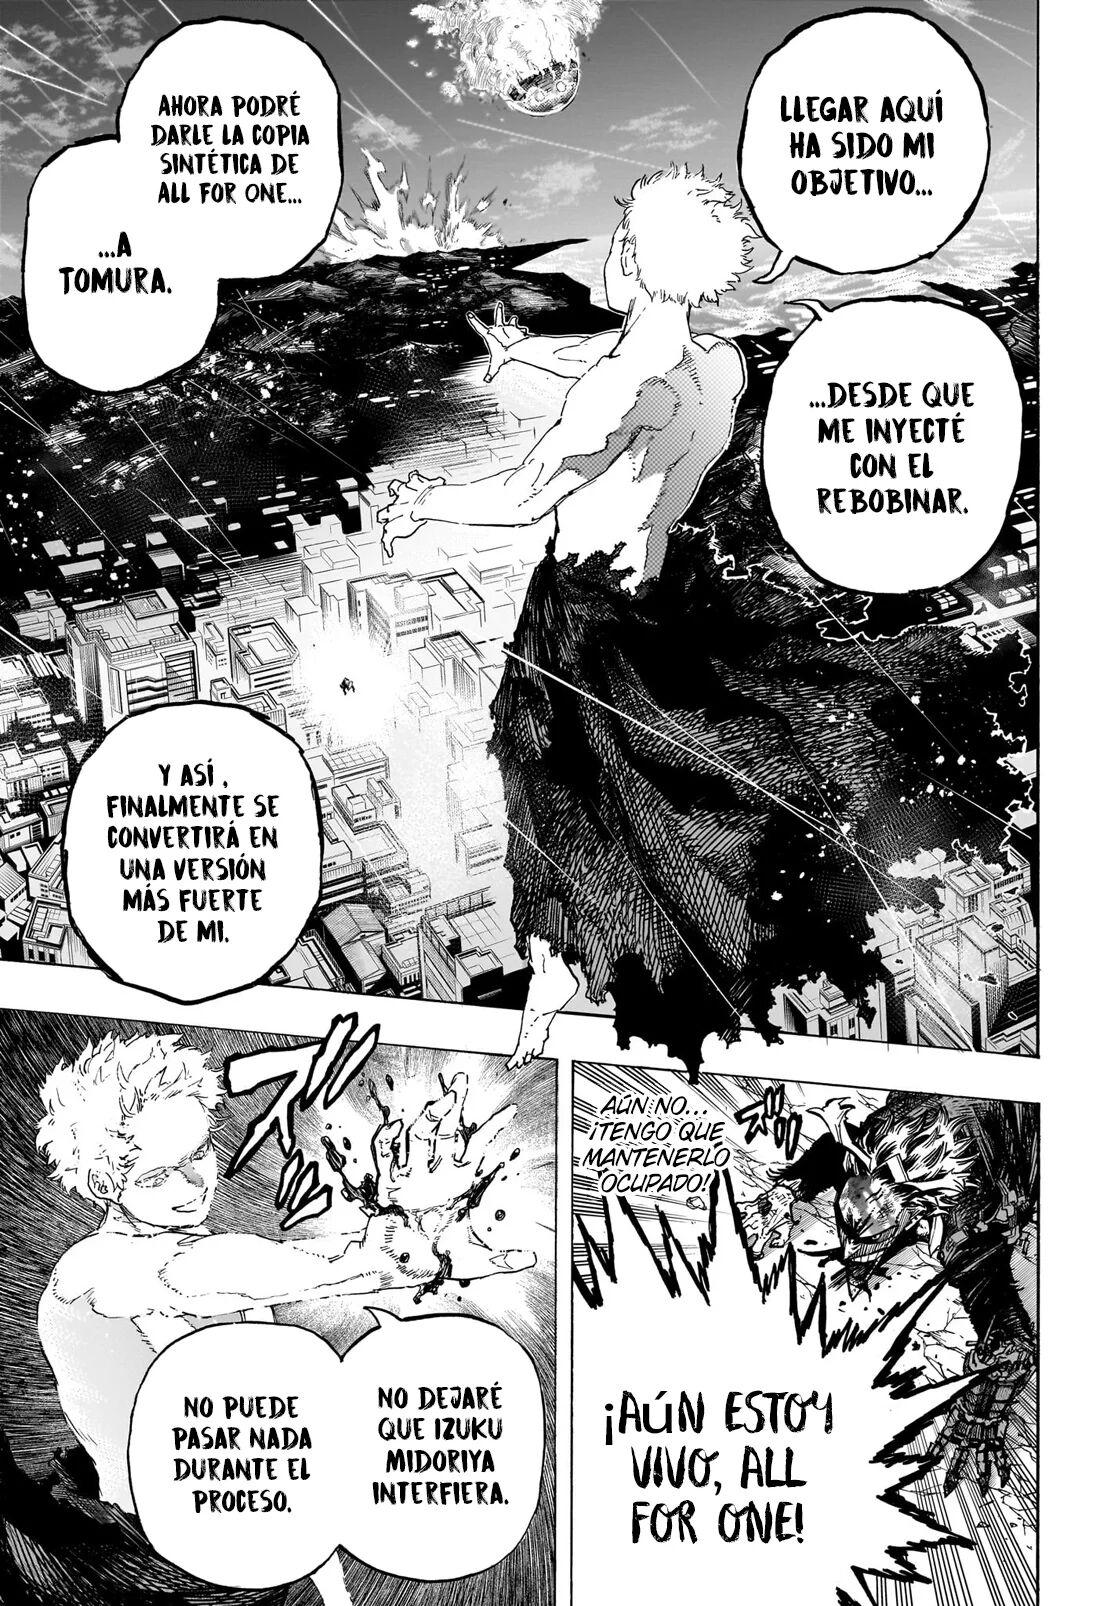 LLEGAR AQUÍ
HA SIDO MI
OBJETIVO...
...DESDE QUE
ME INYECTÉ
CON EL
REBOBINAR.
AHORA PODRÉ
DARLE LA COPIA
SINTÉTICA DE
ALL FOR ONE...
...A
TOMURA.
Y ASÍ ,
FINALMENTE SE
CONVERTIRÁ EN
UNA VERSIÓN
MÁS FUERTE
DE MI.
AÚN NO...
¡TENGO QUE
MANTENERLO
OCUPADO!
¡AÚN ESTOY
VIVO, ALL
FOR ONE!
NO DEJARÉ
QUE IZUKU
MIDORIYA
INTERFIERA.
NO PUEDE
PASAR NADA
DURANTE EL
PROCESO.